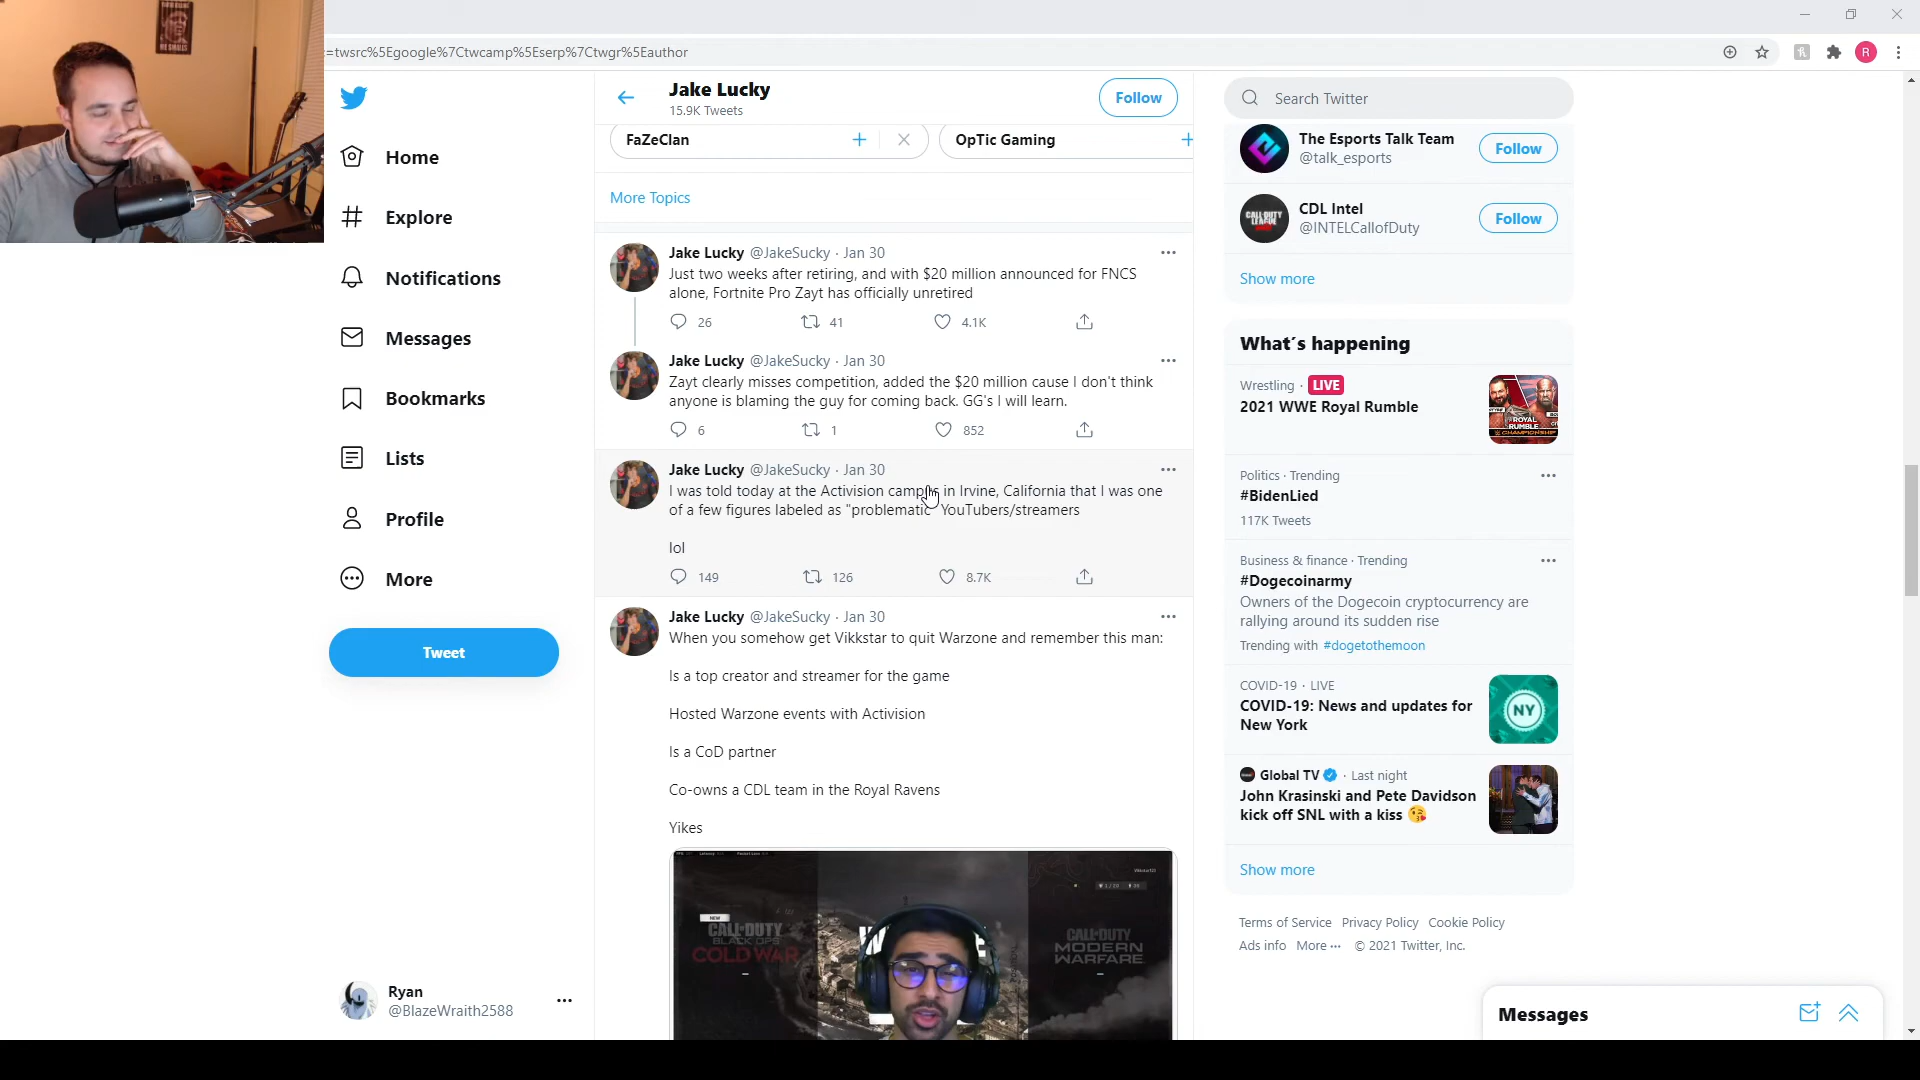 =twsrc%5Egoogle%7Ctwcamp%5Eserp%7Ctwgr%5Eauthor
R
Home
Explore
Notifications
Messages
Bookmarks
Lists
Profile
More
Tweet
Ryan
@BlazeWraith2588
Jake Lucky
15.9K Tweets
Follow
FaZeClan
OpTic Gaming
More Topics
Jake Lucky @JakeSucky · Jan 30
Just two weeks after retiring, and with $20 million announced for FNCS
alone, Fortnite Pro Zayt has officially unretired
26 41 4.1K
Jake Lucky @JakeSucky · Jan 30
Zayt clearly misses competition, added the $20 million cause I don't think
anyone is blaming the guy for coming back. GG's I will learn.
6 1 852
Jake Lucky @JakeSucky · Jan 30
I was told today at the Activision campus in Irvine, California that I was one
of a few figures labeled as "problematic" YouTubers/streamers
lol
149 126 8.7K
Jake Lucky @JakeSucky · Jan 30
When you somehow get Vikkstar to quit Warzone and remember this man:
Is a top creator and streamer for the game
Hosted Warzone events with Activision
Is a CoD partner
Co-owns a CDL team in the Royal Ravens
Yikes
NEW
CALL OF DUTY
BLACK OPS
COLD WAR
CALL OF DUTY
MODERN
WARFARE
Search Twitter
The Esports Talk Team
@talk_esports
Follow
CDL Intel
@INTELCallofDuty
Follow
Show more
What's happening
Wrestling · LIVE
2021 WWE Royal Rumble
Politics · Trending
#BidenLied
117K Tweets
Business & finance · Trending
#Dogecoinarmy
Owners of the Dogecoin cryptocurrency are
rallying around its sudden rise
Trending with #dogetothemoon
COVID-19 · LIVE
COVID-19: News and updates for
New York
NY
Global TV · Last night
John Krasinski and Pete Davidson
kick off SNL with a kiss 😘
Show more
Terms of Service Privacy Policy Cookie Policy
Ads info More ··· © 2021 Twitter, Inc.
Messages